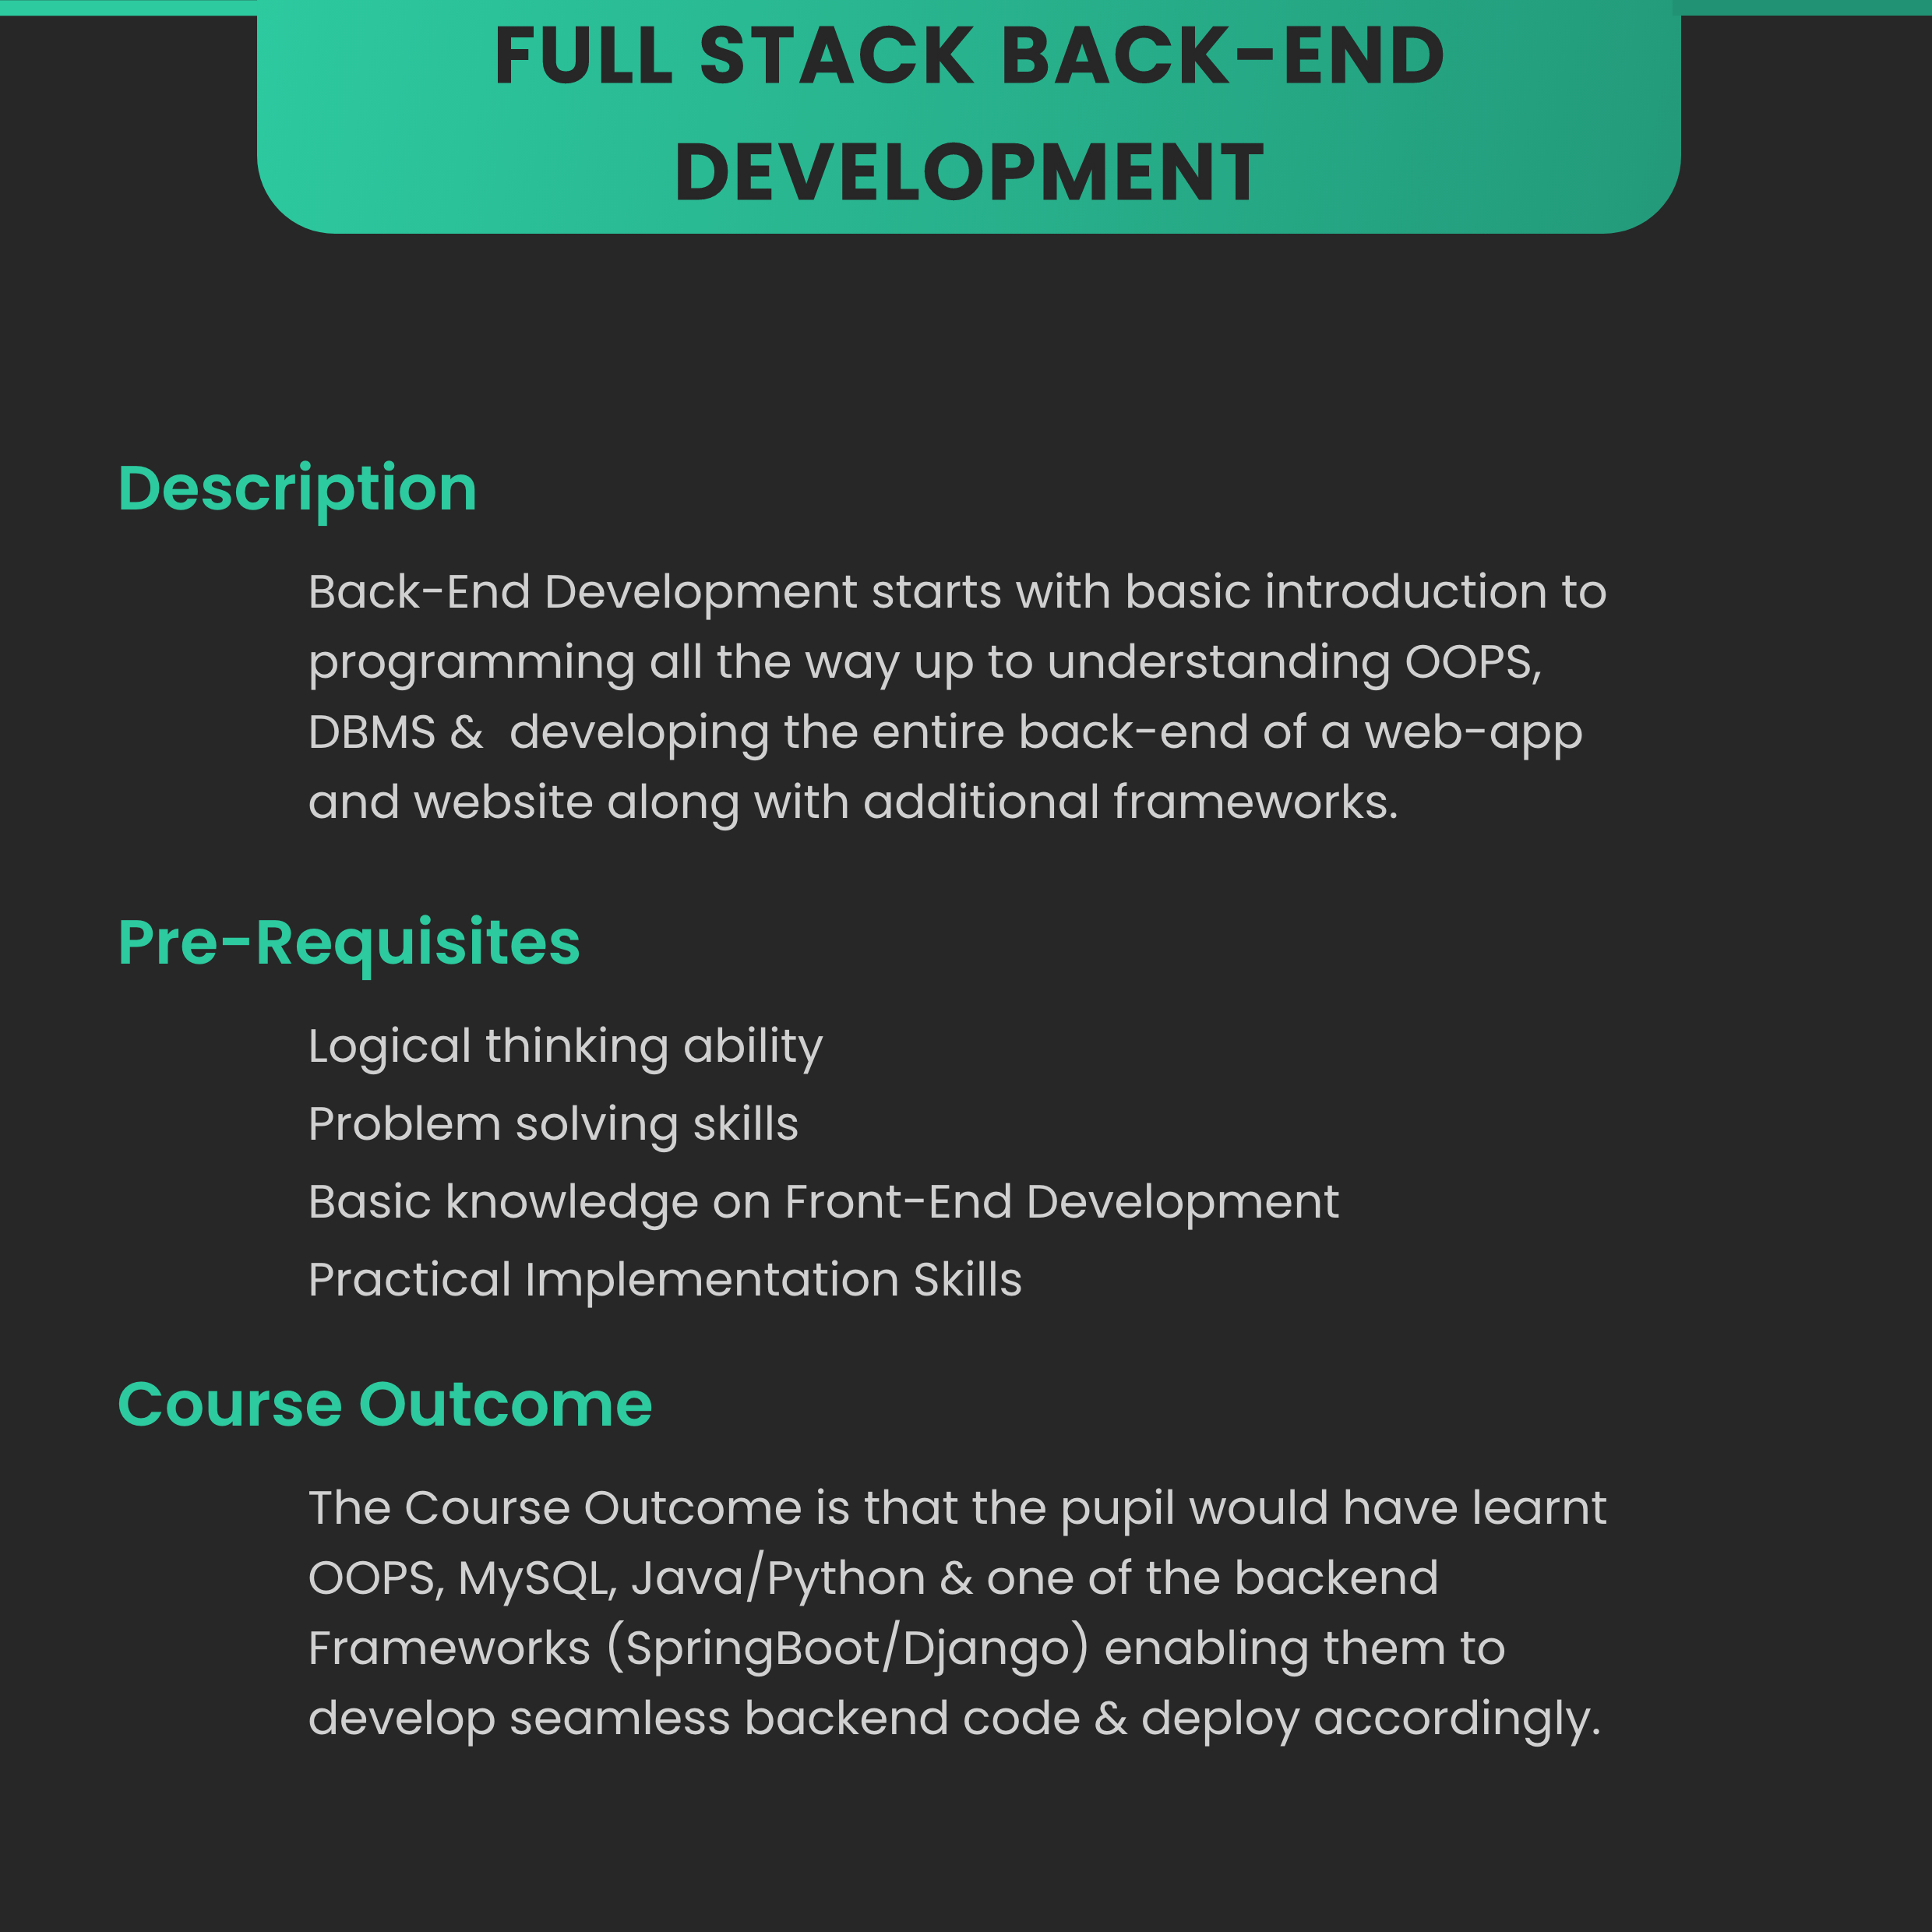 FULL STACK BACK-END
DEVELOPMENT
Description
Back-End Development starts with basic introduction to
programming all the way up to understanding OOPS,
DBMS &  developing the entire back-end of a web-app
and website along with additional frameworks.
Pre-Requisites
Logical thinking ability
Problem solving skills
Basic knowledge on Front-End Development
Practical Implementation Skills
Course Outcome
The Course Outcome is that the pupil would have learnt
OOPS, MySQL, Java/Python & one of the backend
Frameworks (SpringBoot/Django) enabling them to
develop seamless backend code & deploy accordingly.